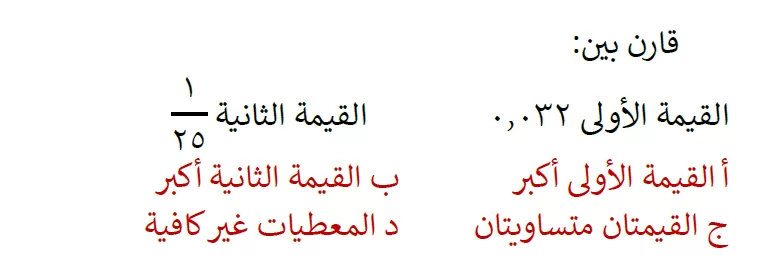 قارن بين:
القيمة الأولى ٠,٠٣٢ القيمة الثانية ١/٢٥
أ القيمة الأولى أكبر ب القيمة الثانية أكبر
ج القيمتان متساويتان د المعطيات غير كافية